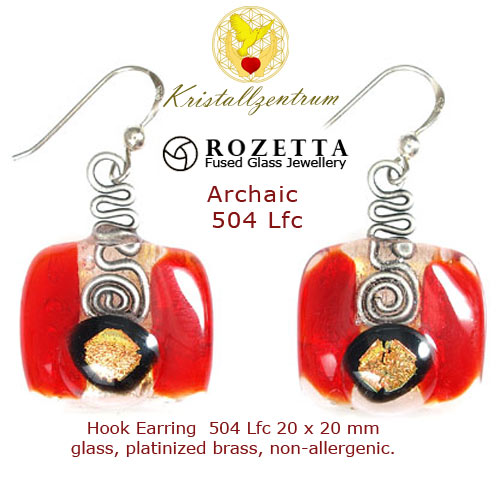 Kristallzentrum
ROZETTA
Fused Glass Jewellery
Archaic
504 Lfc
Hook Earring 504 Lfc 20 x 20 mm
glass, platinized brass, non-allergenic.